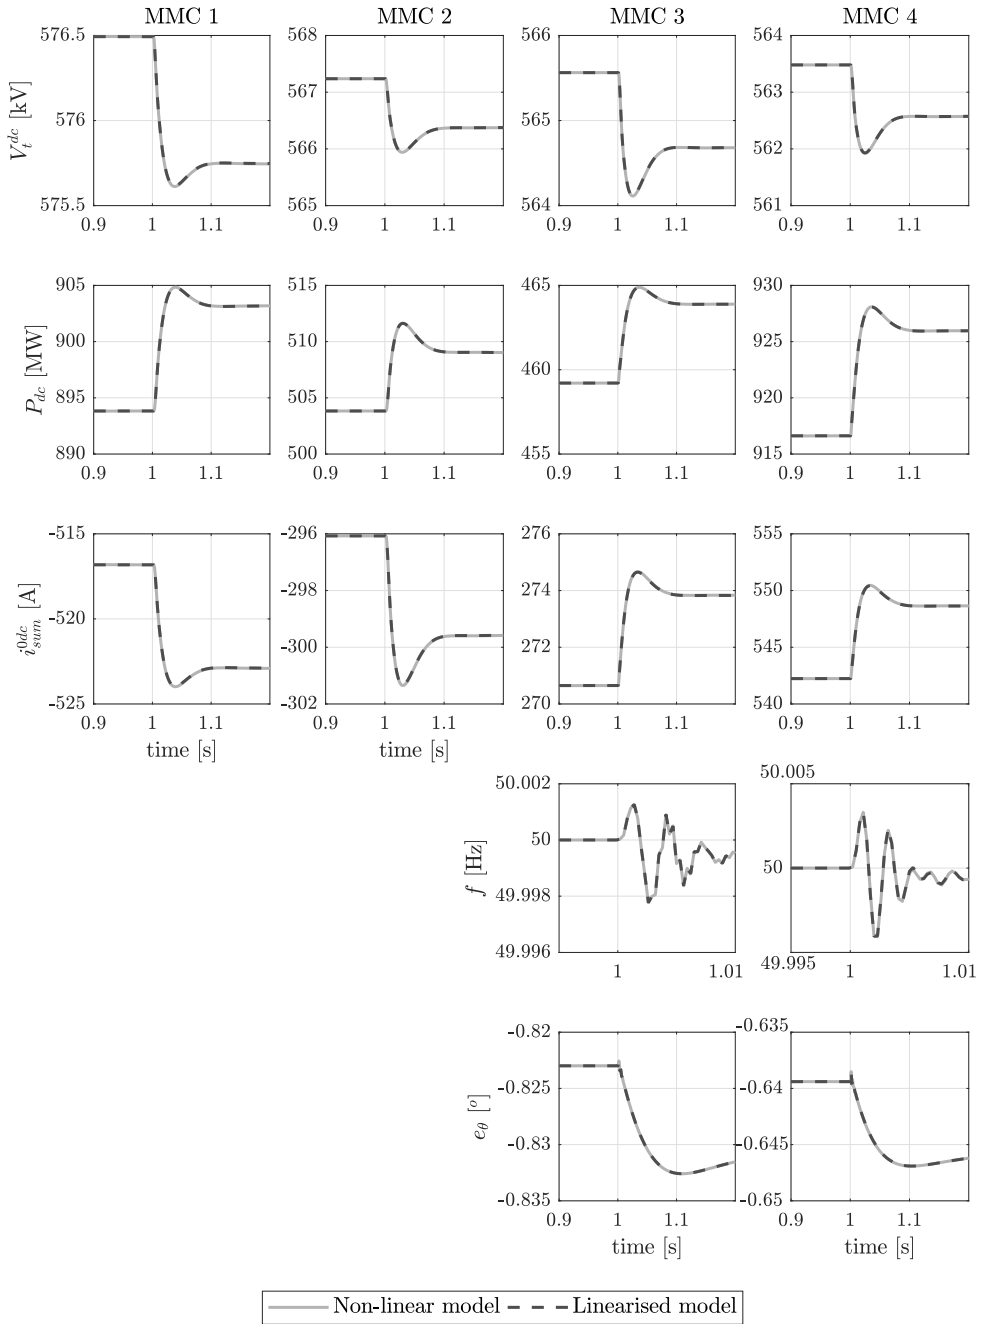 MMC 1 MMC 2 MMC 3 MMC 4
V_t^{dc} [kV]
576.5 576 575.5
0.9 1 1.1
568 567 566 565
0.9 1 1.1
566 565 564
0.9 1 1.1
564 563 562 561
0.9 1 1.1
P_{dc} [MW]
905 900 895 890
0.9 1 1.1
515 510 505 500
0.9 1 1.1
465 460 455
0.9 1 1.1
930 925 920 915
0.9 1 1.1
i_{sum}^{0dc} [A]
-515 -520 -525
0.9 1 1.1
time [s]
-296 -298 -300 -302
0.9 1 1.1
time [s]
276 274 272 270
0.9 1 1.1
555 550 545 540
0.9 1 1.1
f [Hz]
50.002 50 49.998 49.996
1 1.01
50.005 50 49.995
1 1.01
e_θ [°]
-0.82 -0.825 -0.83 -0.835
0.9 1 1.1
time [s]
-0.635 -0.64 -0.645 -0.65
0.9 1 1.1
time [s]
Non-linear model Linearised model